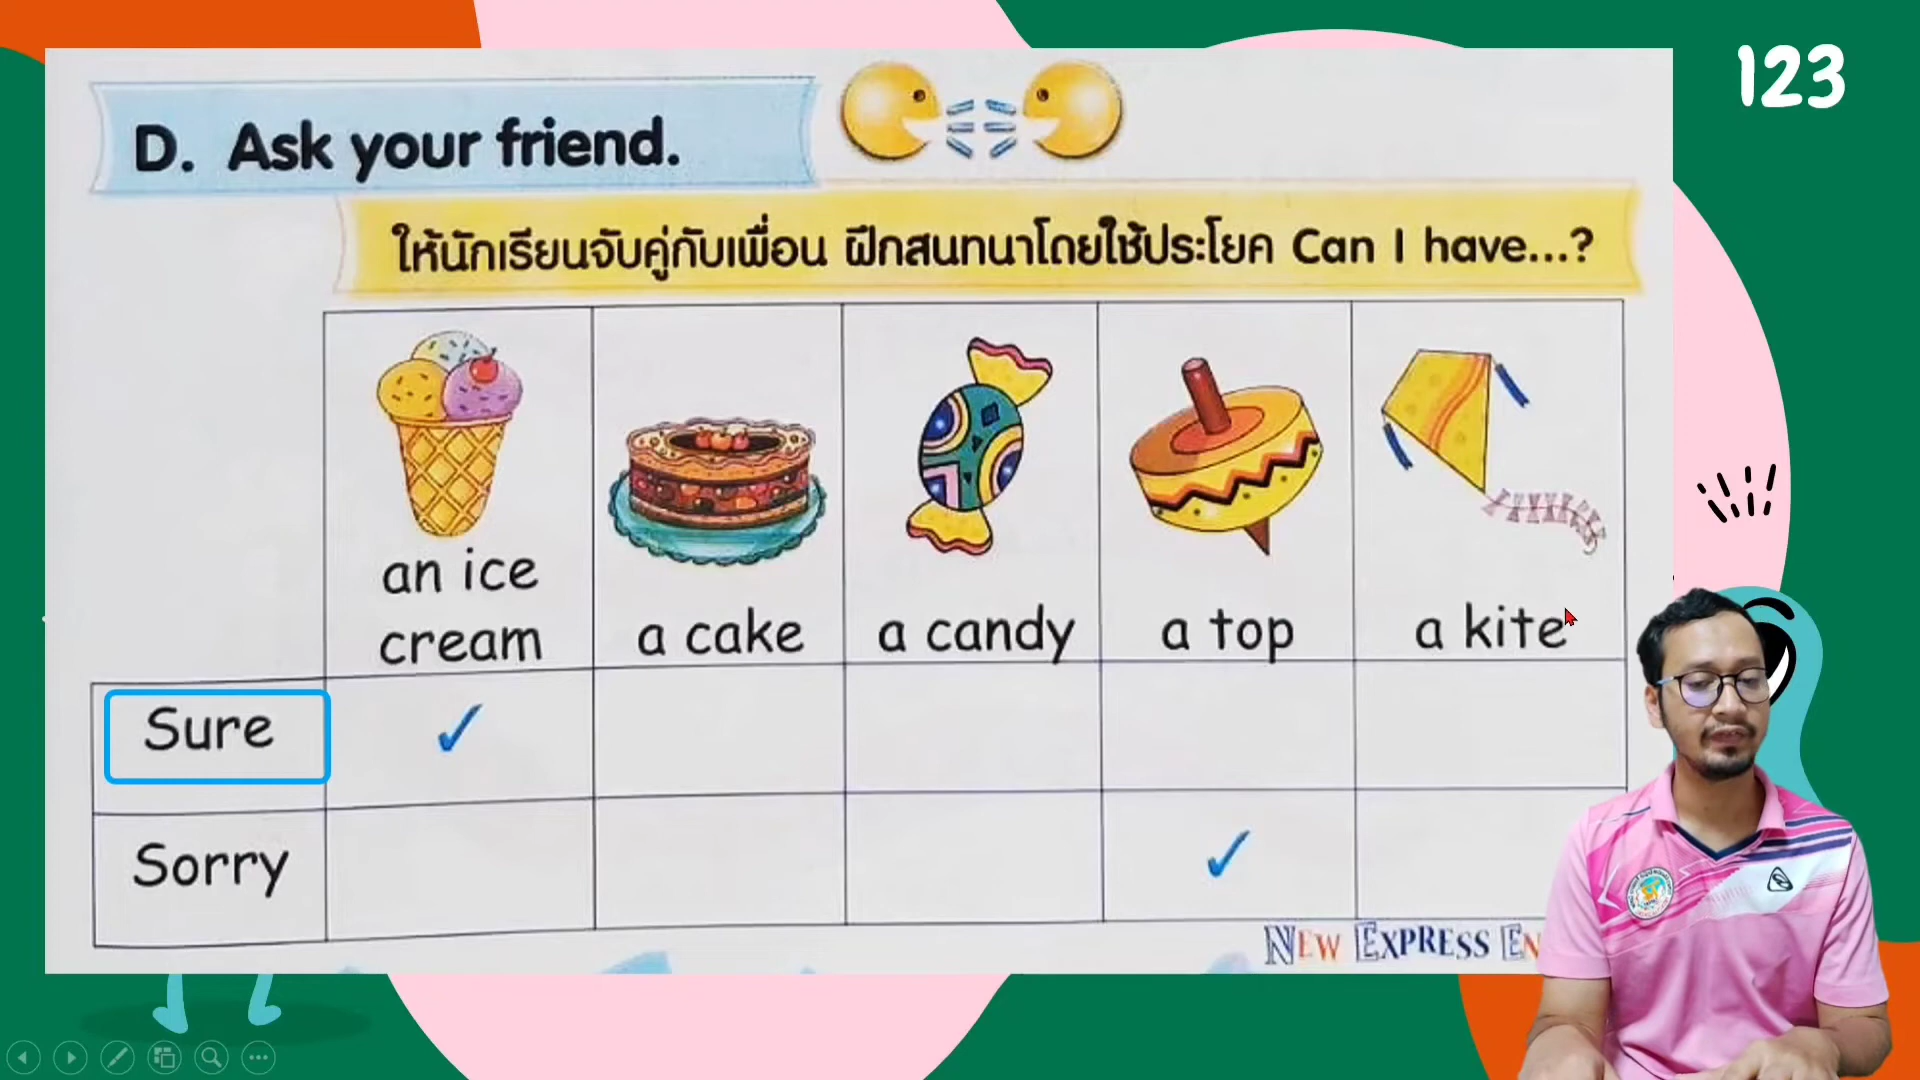 123
D. Ask your friend.
ให้นักเรียนจับคู่กับเพื่อน ฝึกสนทนาโดยใช้ประโยค Can I have...?
an ice
cream
a cake
a candy
a top
a kite
Sure
Sorry
NEW EXPRESS